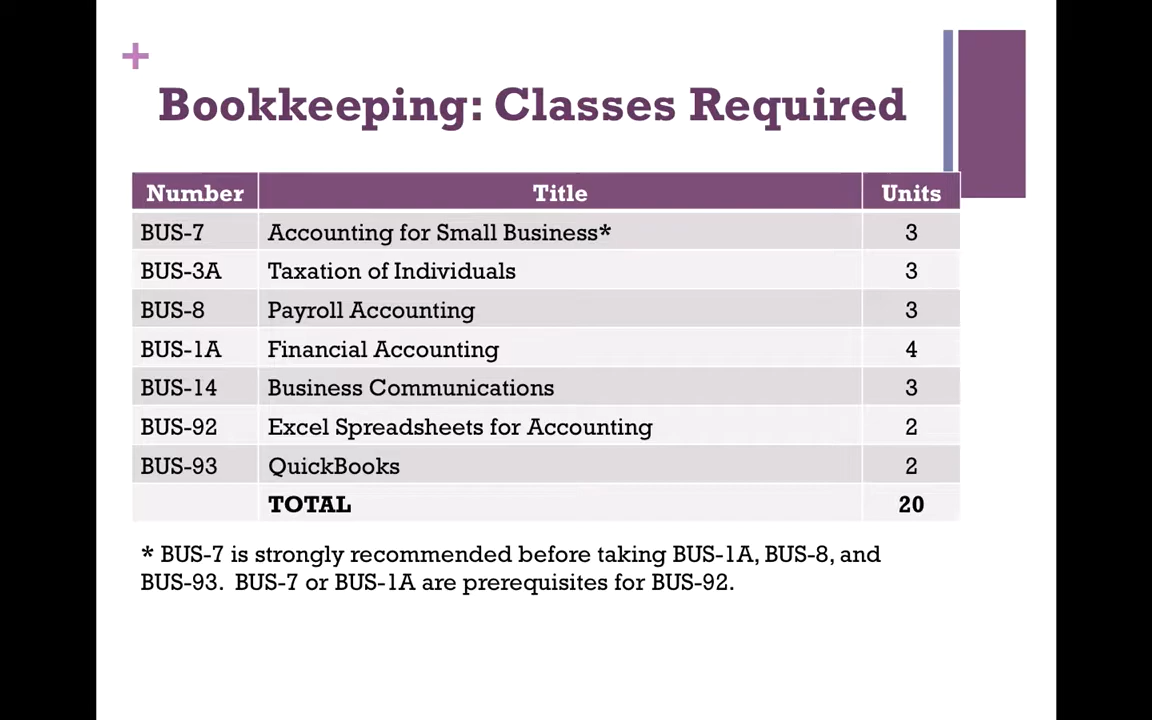 +
Bookkeeping: Classes Required
Number Title Units
BUS-7 Accounting for Small Business* 3
BUS-3A Taxation of Individuals 3
BUS-8 Payroll Accounting 3
BUS-1A Financial Accounting 4
BUS-14 Business Communications 3
BUS-92 Excel Spreadsheets for Accounting 2
BUS-93 QuickBooks 2
TOTAL 20
* BUS-7 is strongly recommended before taking BUS-1A, BUS-8, and
BUS-93. BUS-7 or BUS-1A are prerequisites for BUS-92.